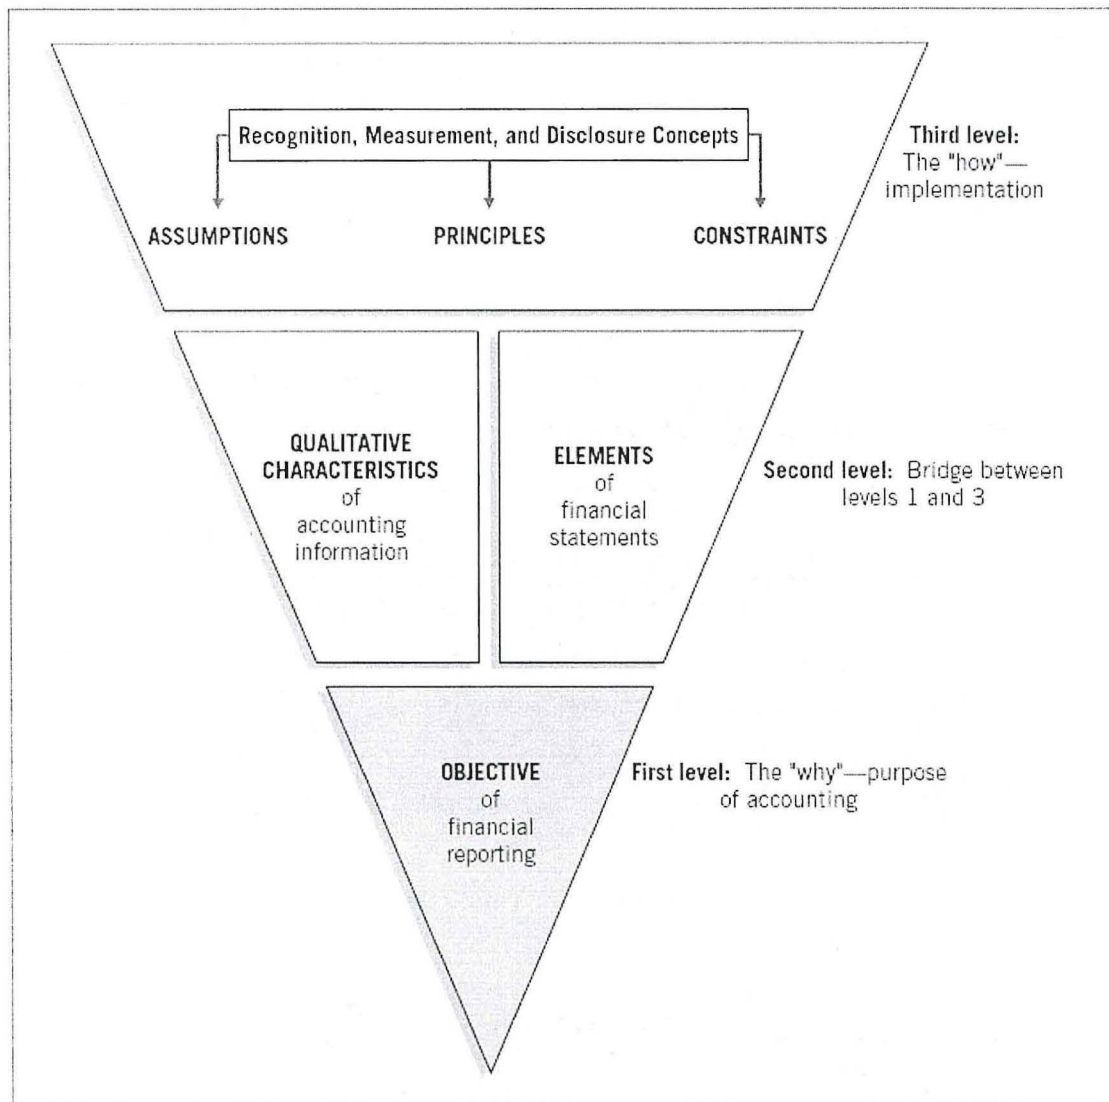 Recognition, Measurement, and Disclosure Concepts
ASSUMPTIONS
PRINCIPLES
CONSTRAINTS
Third level:
The "how"—
implementation
QUALITATIVE
CHARACTERISTICS
of
accounting
information
ELEMENTS
of
financial
statements
Second level: Bridge between
levels 1 and 3
OBJECTIVE
of
financial
reporting
First level: The "why"—purpose
of accounting